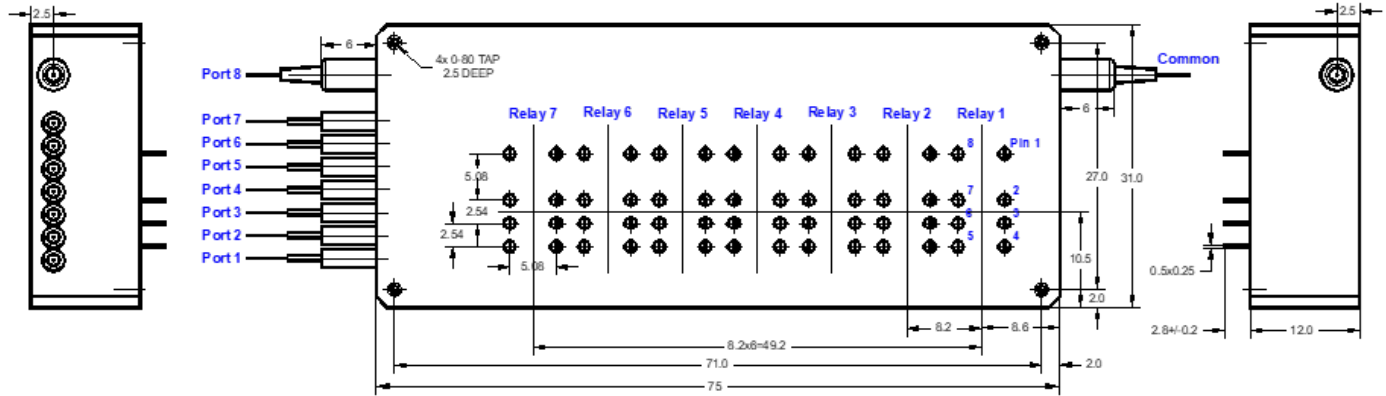 2.5
6
4x 0-80 TAP
2.5 DEEP
Port 8
Common
2.5
6
Port 7
Port 6
Port 5
Port 4
Port 3
Port 2
Port 1
Relay 7
Relay 6
Relay 5
Relay 4
Relay 3
Relay 2
Relay 1
8
Pin 1
5.08
7
2
2.54
6
3
2.54
5
4
5.08
27.0
31.0
10.5
2.0
0.5x0.25
8.2
8.6
2.8+/-0.2
12.0
8.2x6=49.2
71.0
2.0
75